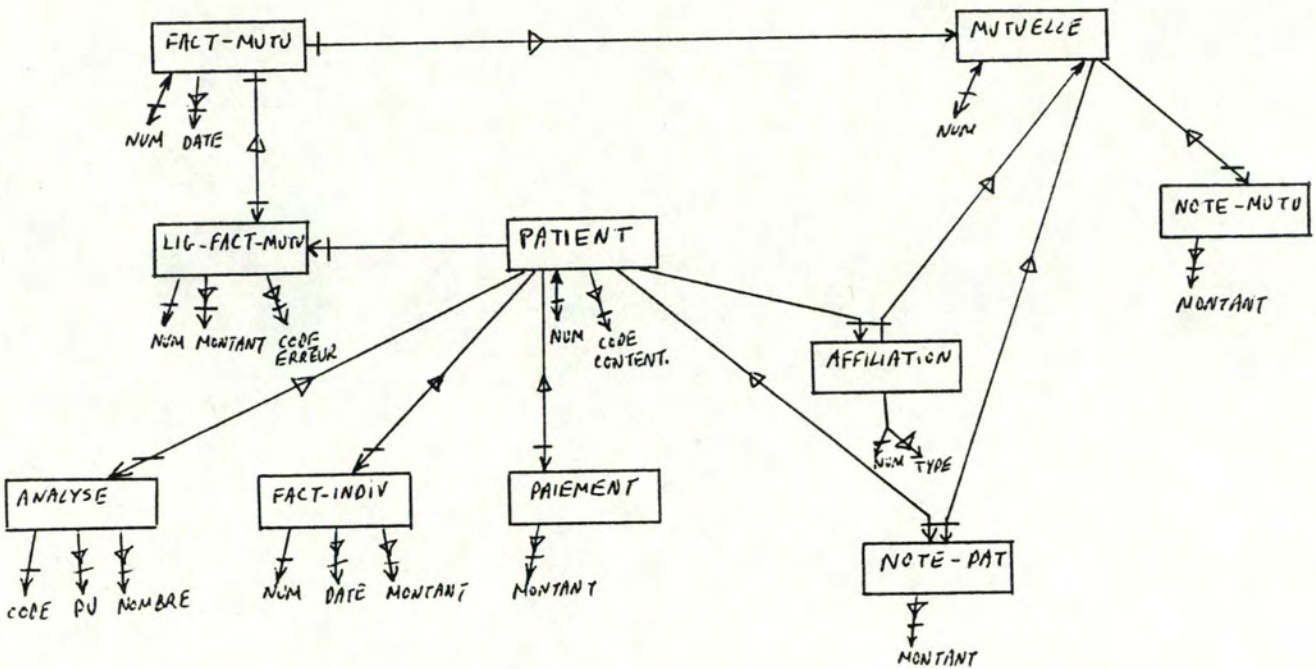 FACT-MUTU
MUTUELLE
NUM DATE
NUM
NOTE-MUTU
LIG-FACT-MUTU
PATIENT
MONTANT
NUM MONTANT CODE
ERREUR
NUM CODE
CONTENT.
AFFILIATION
NUM TYPE
ANALYSE
FACT-INDIV
PAIEMENT
NOTE-PAT
CODE PU NOMBRE
NUM DATE MONTANT
MONTANT
MONTANT